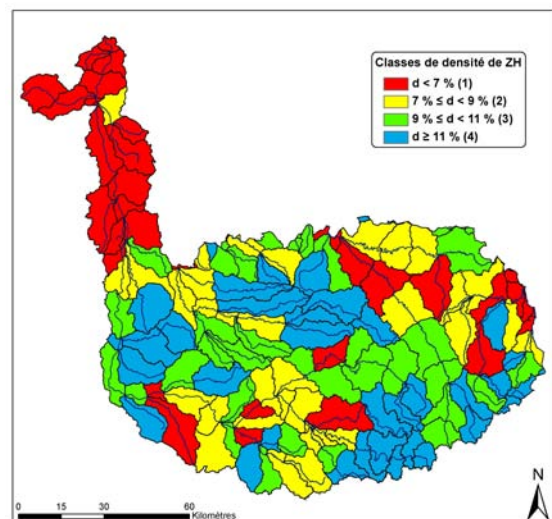 Classes de densité de ZH
d < 7 % (1)
7 % ≤ d < 9 % (2)
9 % ≤ d < 11 % (3)
d ≥ 11 % (4)
N
0 15 30 60
Kilomètres